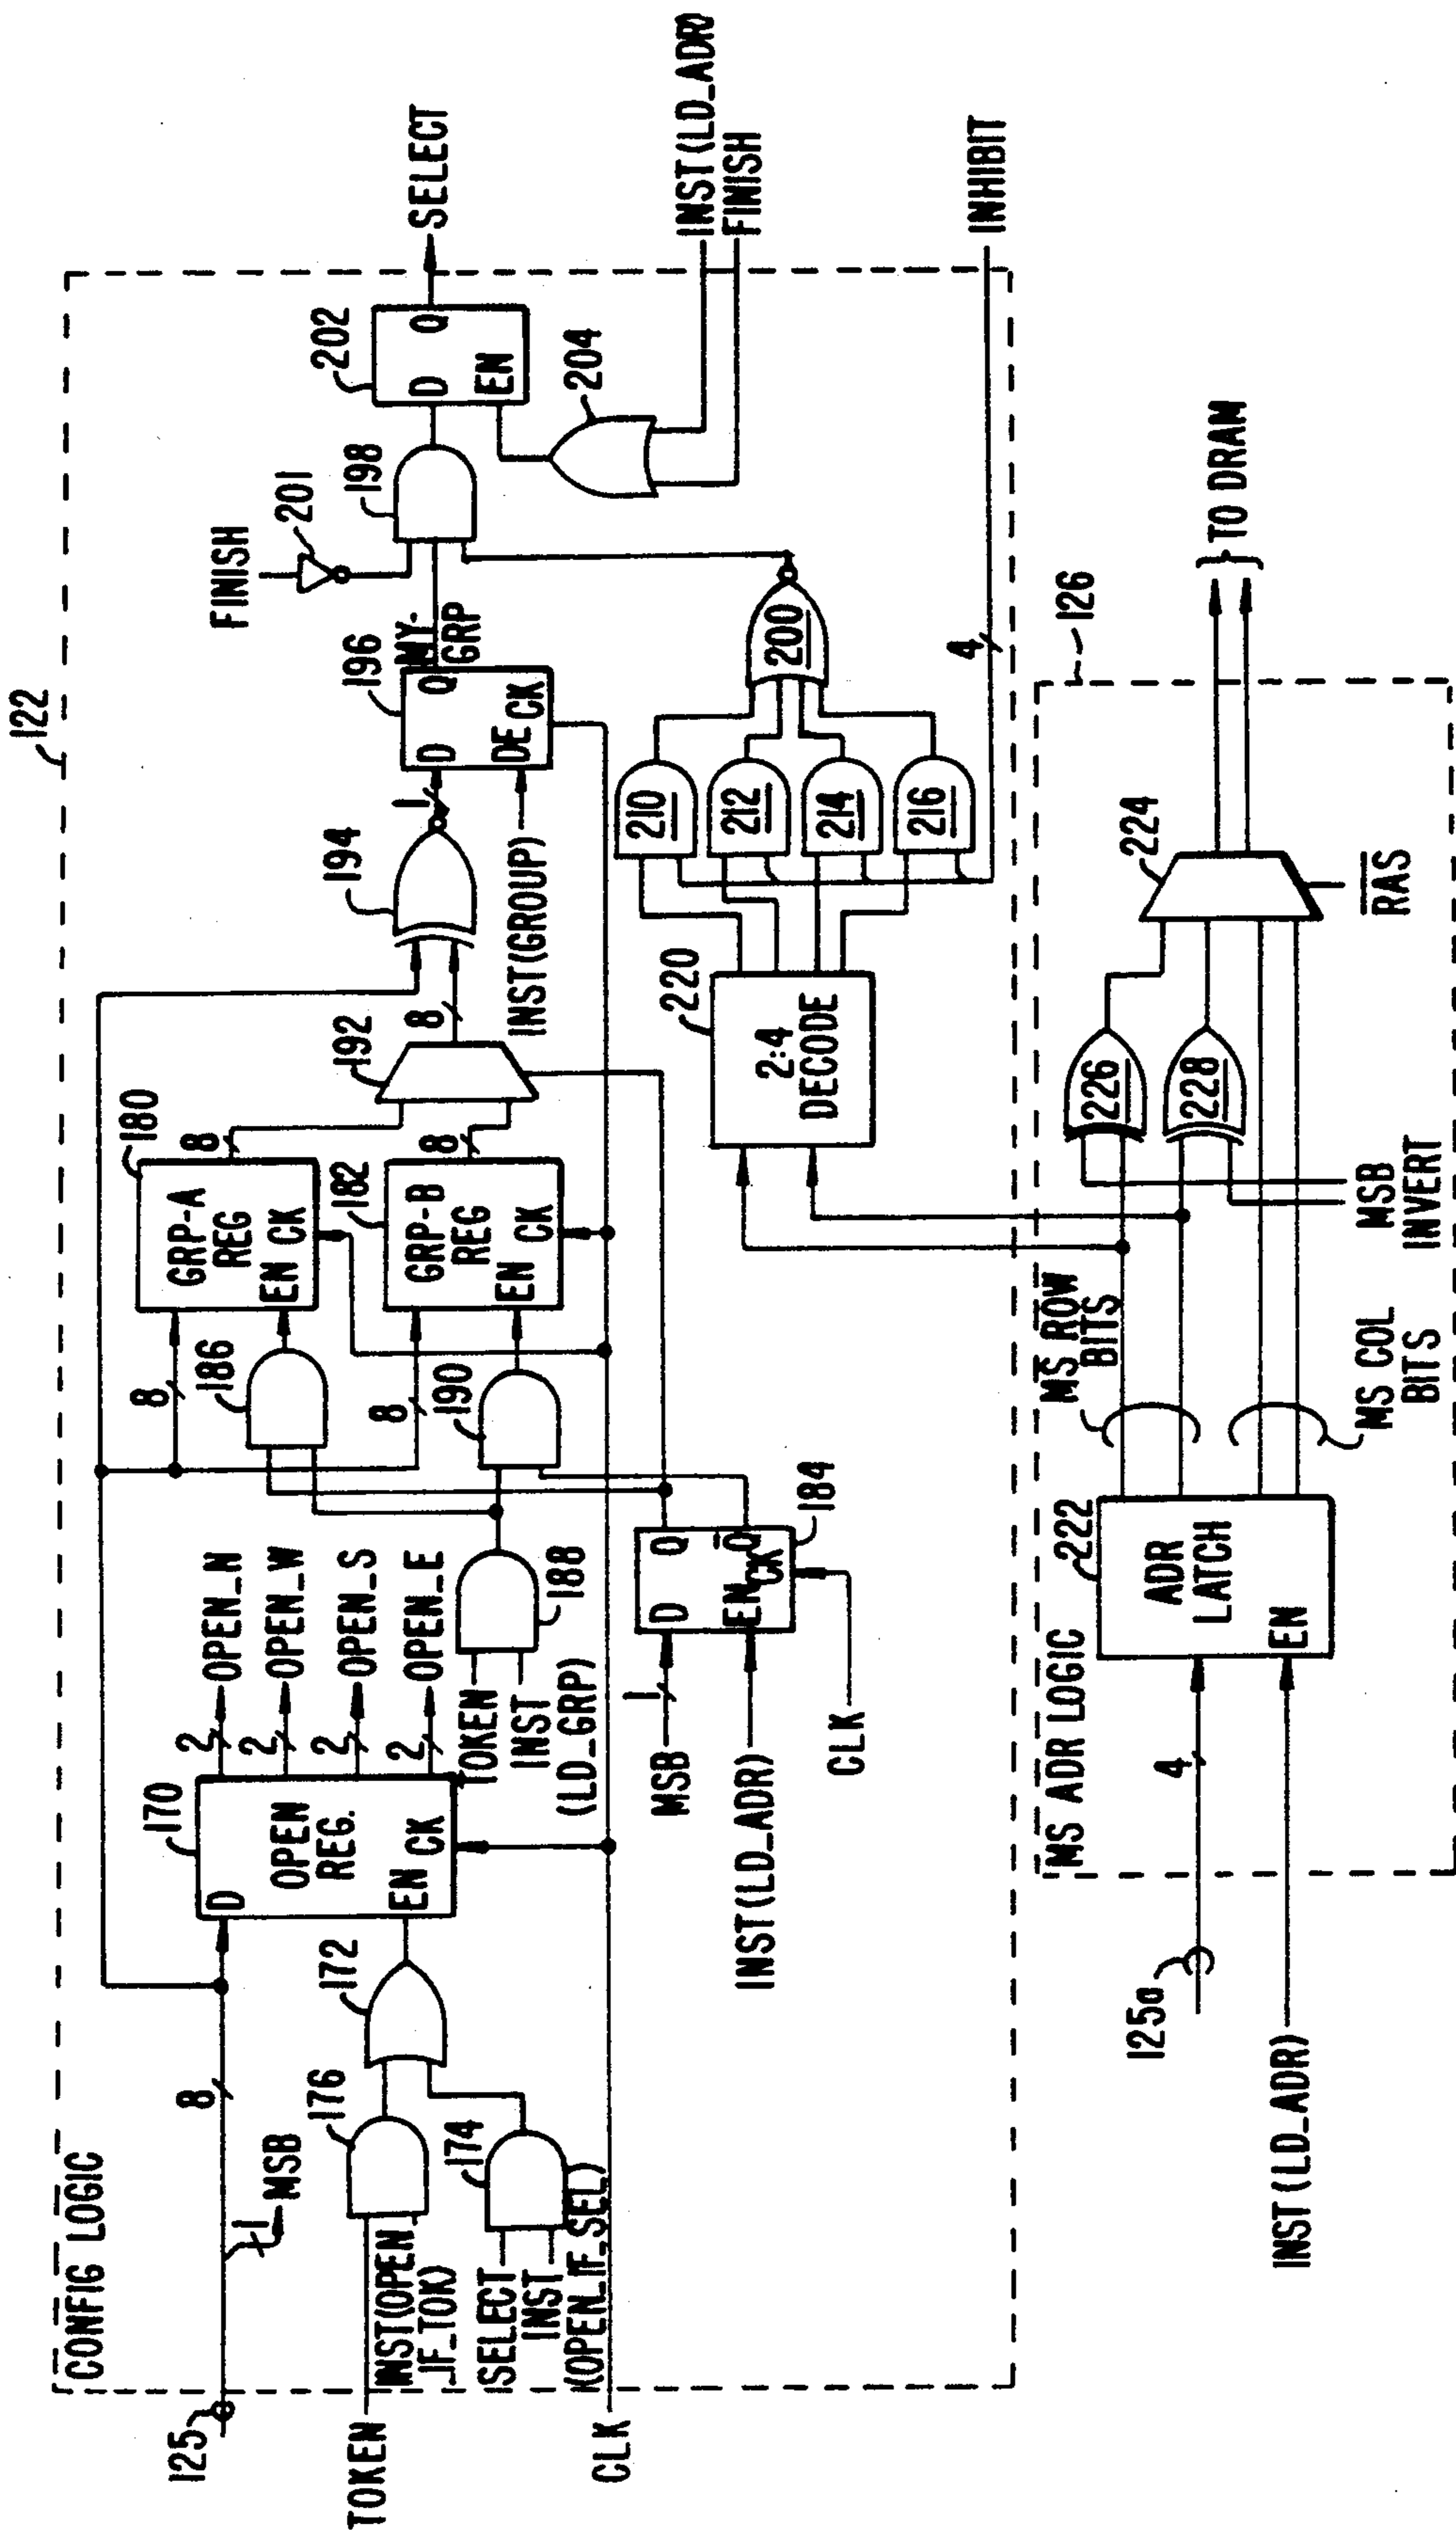 122
CONFIG LOGIC
125
8
1
MSB
TOKEN
INST(OPEN_
IF_TOK)
SELECT
INST
(OPEN_IF_SEL)
CLK
176
174
172
170
D
OPEN
REG.
EN
CK
2
OPEN_N
2
OPEN_W
2
OPEN_S
2
OPEN_E
TOKEN
INST
(LD_GRP)
188
MSB
1
INST(LD_ADR)
CLK
D
Q
EN
Q
CK
184
8
186
8
190
180
GRP-A
REG
EN
CK
8
182
GRP-B
REG
EN
CK
8
192
8
194
1
INST(GROUP)
196
D
Q
DE
CK
MY-
GRP
FINISH
201
198
202
D
Q
EN
SELECT
204
INST(LD_ADR)
FINISH
220
2:4
DECODE
210
212
214
216
200
4
INHIBIT
126
MS ADR LOGIC
125a
4
INST(LD_ADR)
222
ADR
LATCH
EN
MS ROW
BITS
MS COL
BITS
MSB
INVERT
226
228
224
RAS
TO DRAM